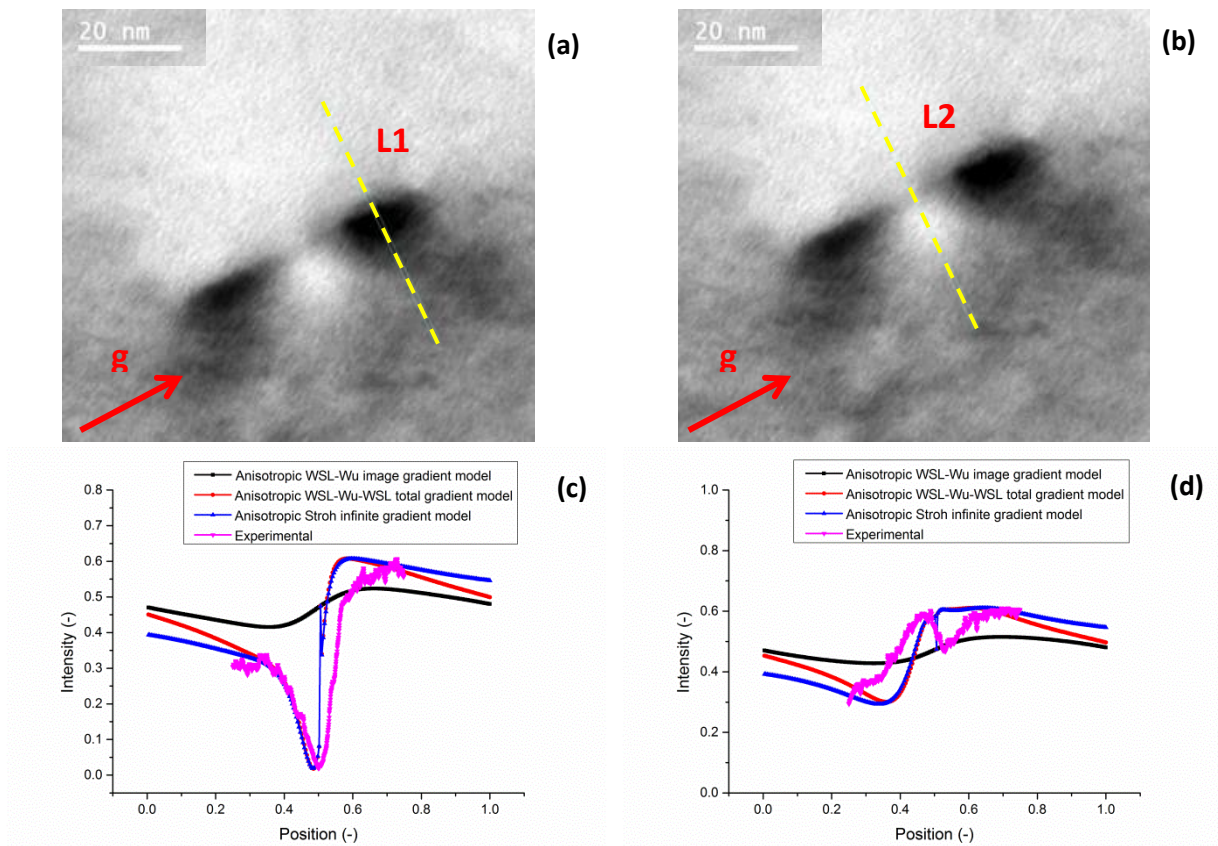 20 nm
(a)
L1
g
20 nm
(b)
L2
g
Anisotropic WSL-Wu image gradient model
Anisotropic WSL-Wu-WSL total gradient model
Anisotropic Stroh infinite gradient model
Experimental
(c)
0.8
0.7
0.6
0.5
0.4
0.3
0.2
0.1
0.0
Intensity (-)
0.0 0.2 0.4 0.6 0.8 1.0
Position (-)
Anisotropic WSL-Wu image gradient model
Anisotropic WSL-Wu-WSL total gradient model
Anisotropic Stroh infinite gradient model
Experimental
(d)
1.0
0.8
0.6
0.4
0.2
0.0
Intensity (-)
0.0 0.2 0.4 0.6 0.8 1.0
Position (-)